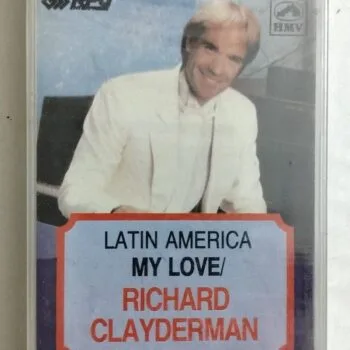 HMV
LATIN AMERICA
MY LOVE/
RICHARD
CLAYDERMAN